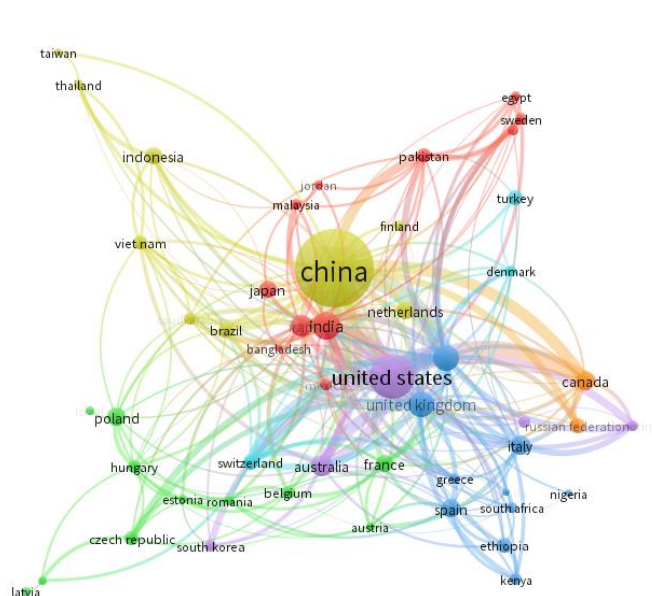 taiwan
thailand
egypt
sweden
indonesia
pakistan
jordan
malaysia
turkey
finland
viet nam
china
denmark
japan
netherlands
iran
india
brazil
bangladesh
united states
canada
united kingdom
poland
russian federation
italy
hungary
switzerland
australia
france
greece
belgium
estonia
romania
nigeria
spain
south africa
austria
czech republic
south korea
ethiopia
kenya
latvia